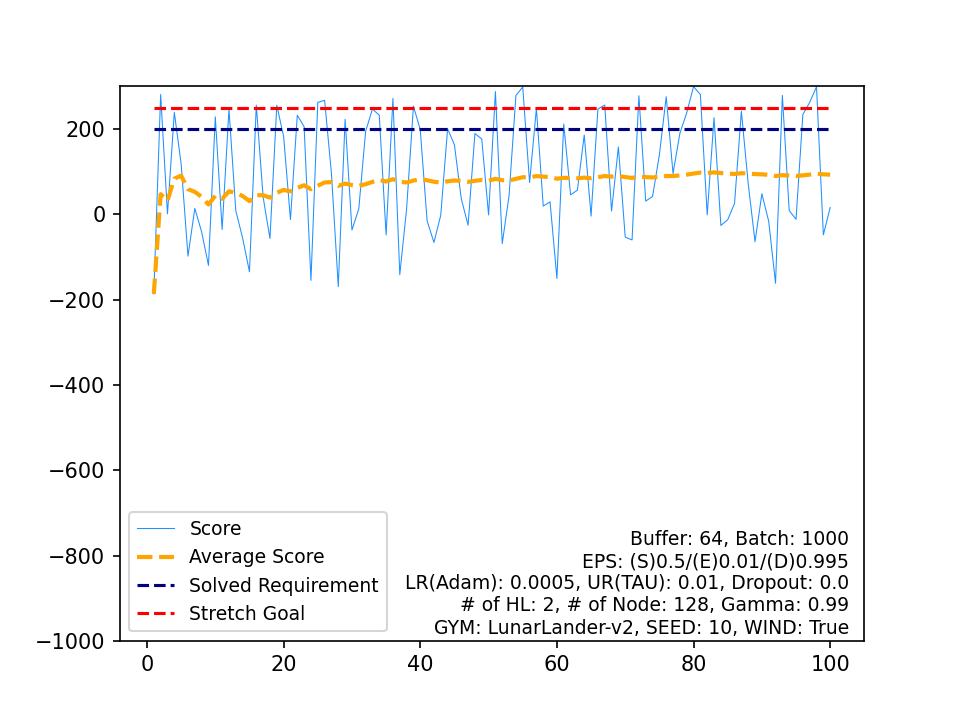 200
0
−200
−400
−600
−800
−1000
0
20
40
60
80
100
Score
Average Score
Solved Requirement
Stretch Goal
Buffer: 64, Batch: 1000
EPS: (S)0.5/(E)0.01/(D)0.995
LR(Adam): 0.0005, UR(TAU): 0.01, Dropout: 0.0
# of HL: 2, # of Node: 128, Gamma: 0.99
GYM: LunarLander-v2, SEED: 10, WIND: True